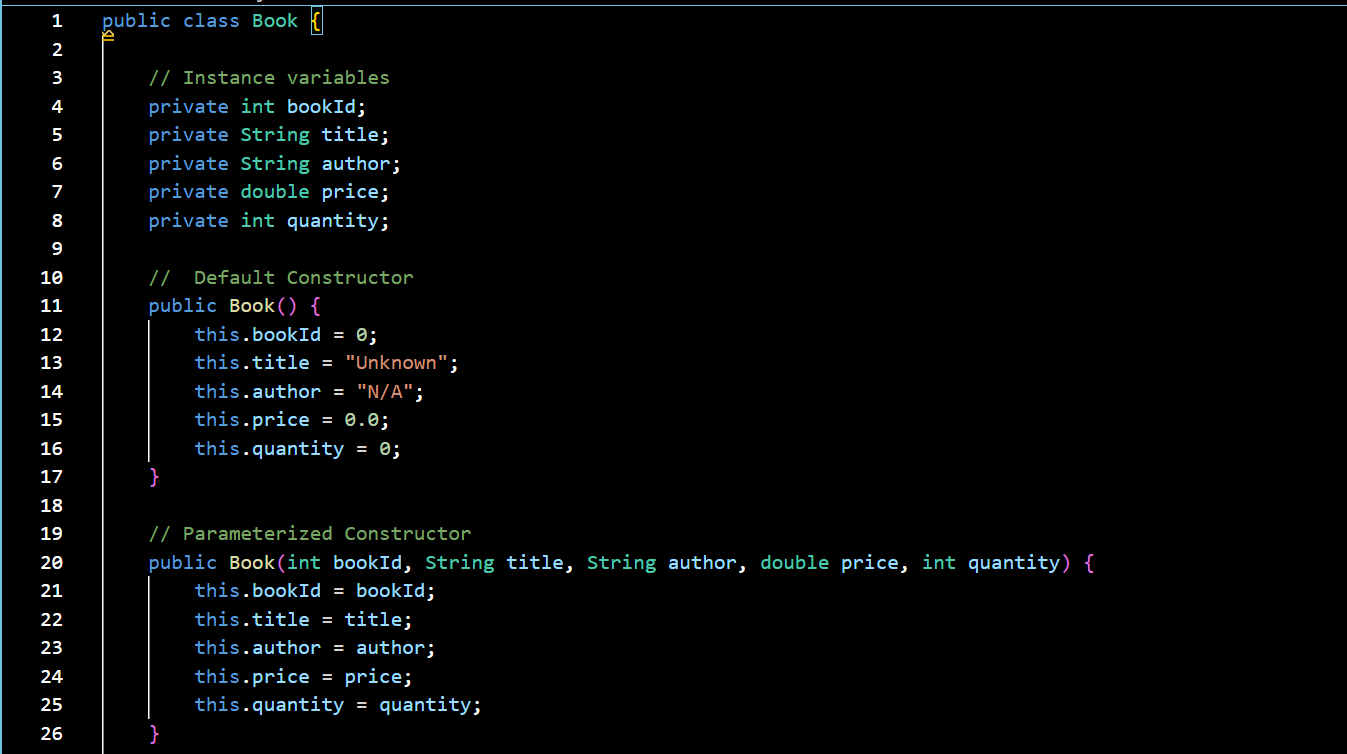 1 public class Book {
2
3     // Instance variables
4     private int bookId;
5     private String title;
6     private String author;
7     private double price;
8     private int quantity;
9
10     //  Default Constructor
11     public Book() {
12         this.bookId = 0;
13         this.title = "Unknown";
14         this.author = "N/A";
15         this.price = 0.0;
16         this.quantity = 0;
17     }
18
19     // Parameterized Constructor
20     public Book(int bookId, String title, String author, double price, int quantity) {
21         this.bookId = bookId;
22         this.title = title;
23         this.author = author;
24         this.price = price;
25         this.quantity = quantity;
26     }